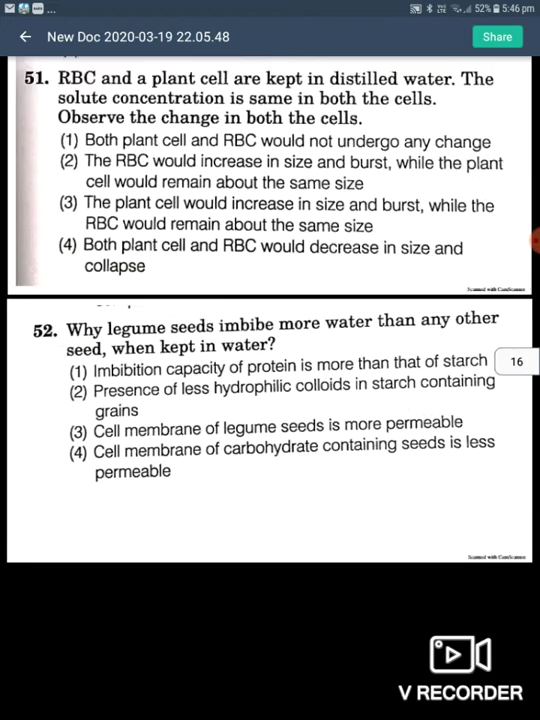 ... 52% 5:46 pm
← New Doc 2020-03-19 22.05.48 Share
51. RBC and a plant cell are kept in distilled water. The
solute concentration is same in both the cells.
Observe the change in both the cells.
(1) Both plant cell and RBC would not undergo any change
(2) The RBC would increase in size and burst, while the plant
cell would remain about the same size
(3) The plant cell would increase in size and burst, while the
RBC would remain about the same size
(4) Both plant cell and RBC would decrease in size and
collapse
Scanned with CamScanner
52. Why legume seeds imbibe more water than any other
seed, when kept in water?
(1) Imbibition capacity of protein is more than that of starch
16
(2) Presence of less hydrophilic colloids in starch containing
grains
(3) Cell membrane of legume seeds is more permeable
(4) Cell membrane of carbohydrate containing seeds is less
permeable
Scanned with CamScanner
V RECORDER